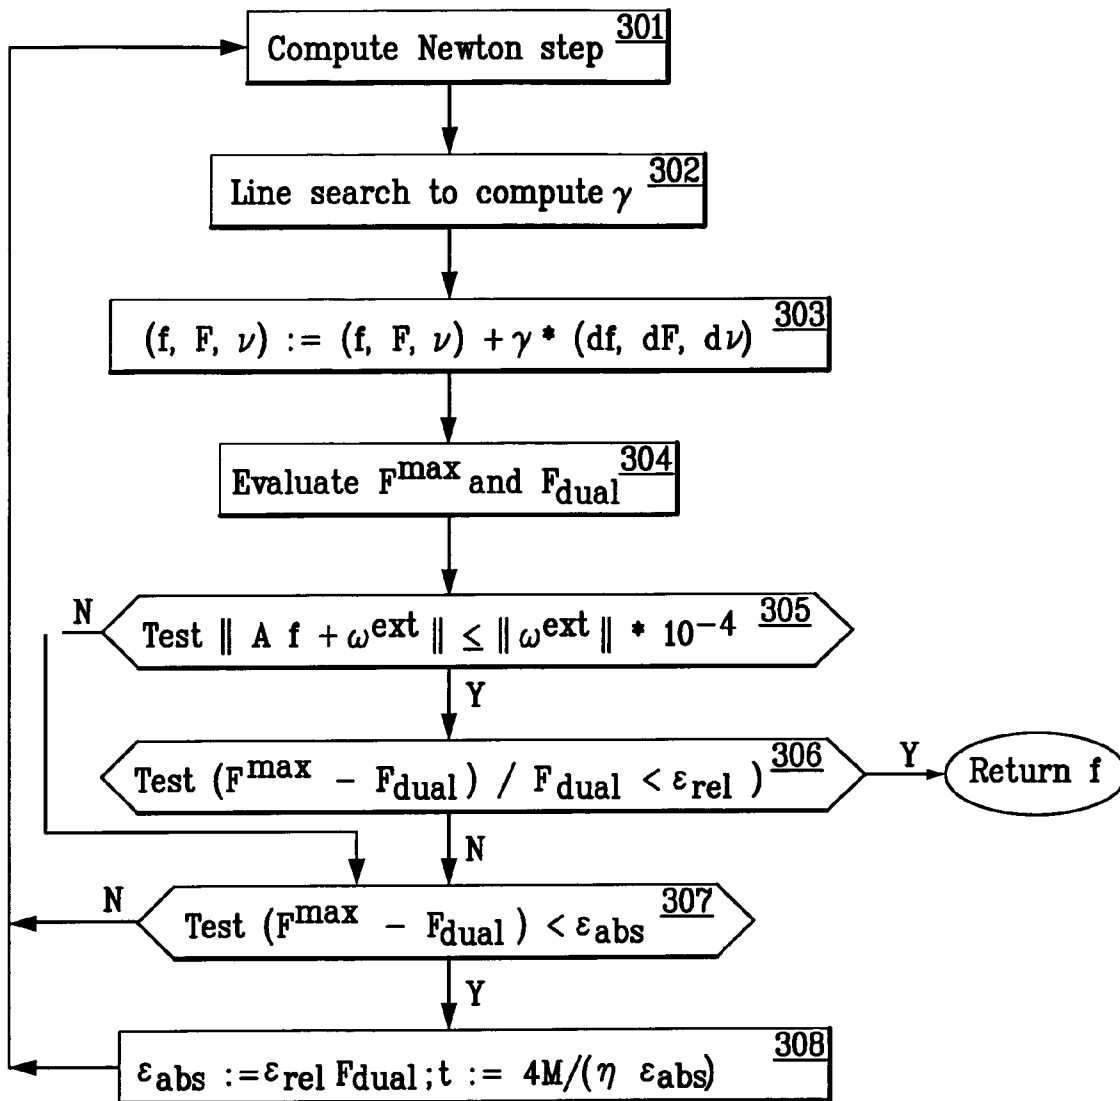 Compute Newton step 301
Line search to compute γ 302
(f, F, ν) := (f, F, ν) + γ * (df, dF, dν) 303
Evaluate F^max and F_dual 304
N
Test ‖ A f + ω^ext ‖ ≤ ‖ ω^ext ‖ * 10^−4 305
Y
Test (F^max − F_dual) / F_dual < ε_rel ) 306
Y
Return f
N
N
Test (F^max − F_dual) < ε_abs 307
Y
ε_abs := ε_rel F_dual; t := 4M/(η ε_abs) 308